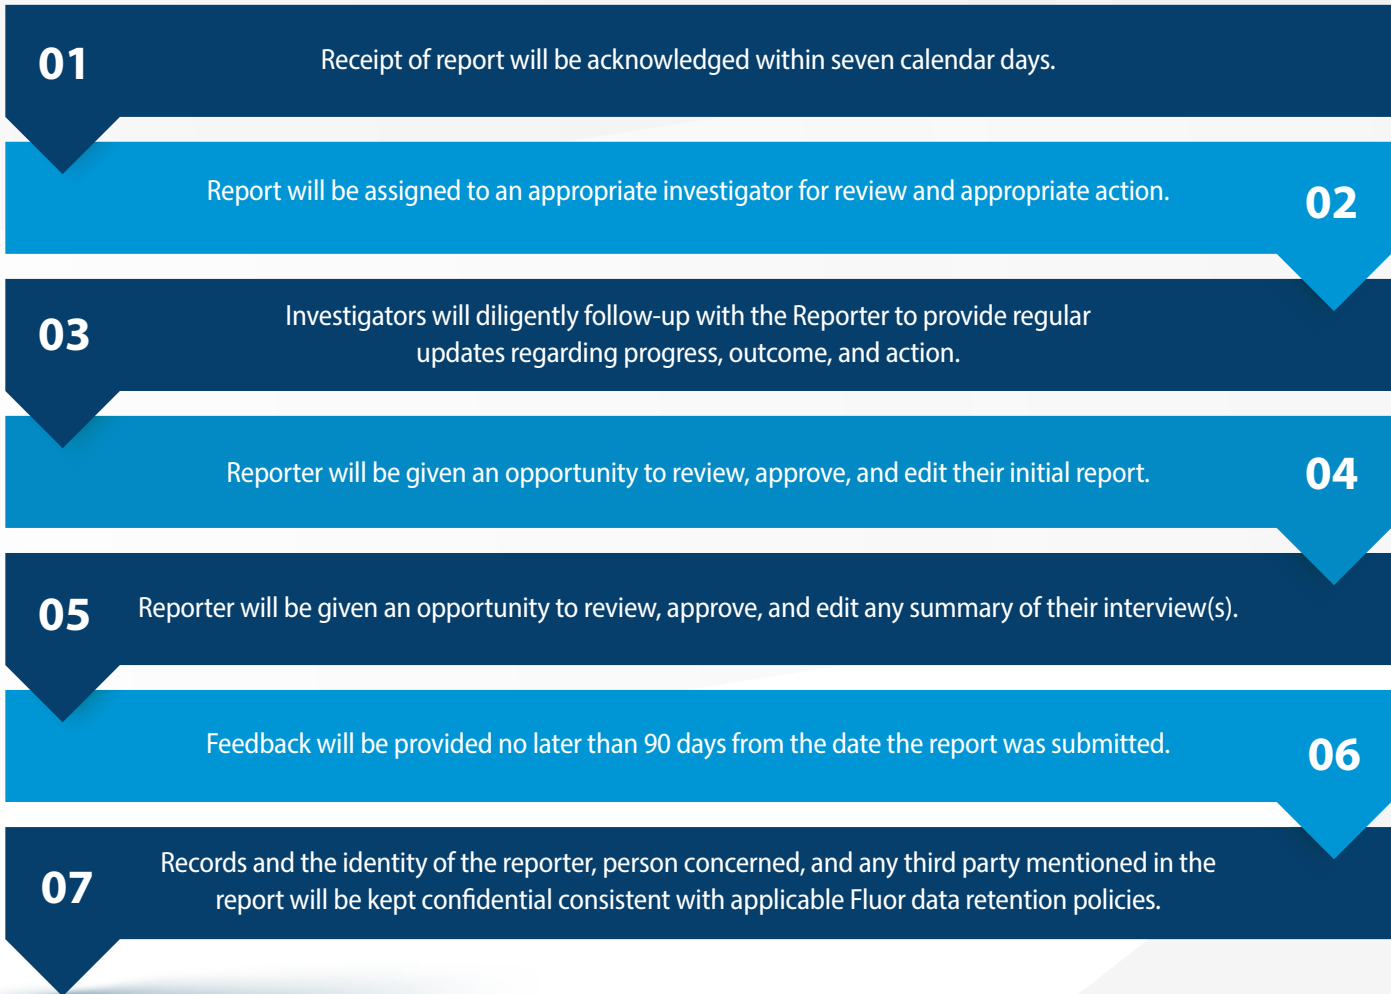 01
Receipt of report will be acknowledged within seven calendar days.
Report will be assigned to an appropriate investigator for review and appropriate action.
02
03
Investigators will diligently follow-up with the Reporter to provide regular
updates regarding progress, outcome, and action.
Reporter will be given an opportunity to review, approve, and edit their initial report.
04
05
Reporter will be given an opportunity to review, approve, and edit any summary of their interview(s).
Feedback will be provided no later than 90 days from the date the report was submitted.
06
07
Records and the identity of the reporter, person concerned, and any third party mentioned in the
report will be kept confidential consistent with applicable Fluor data retention policies.